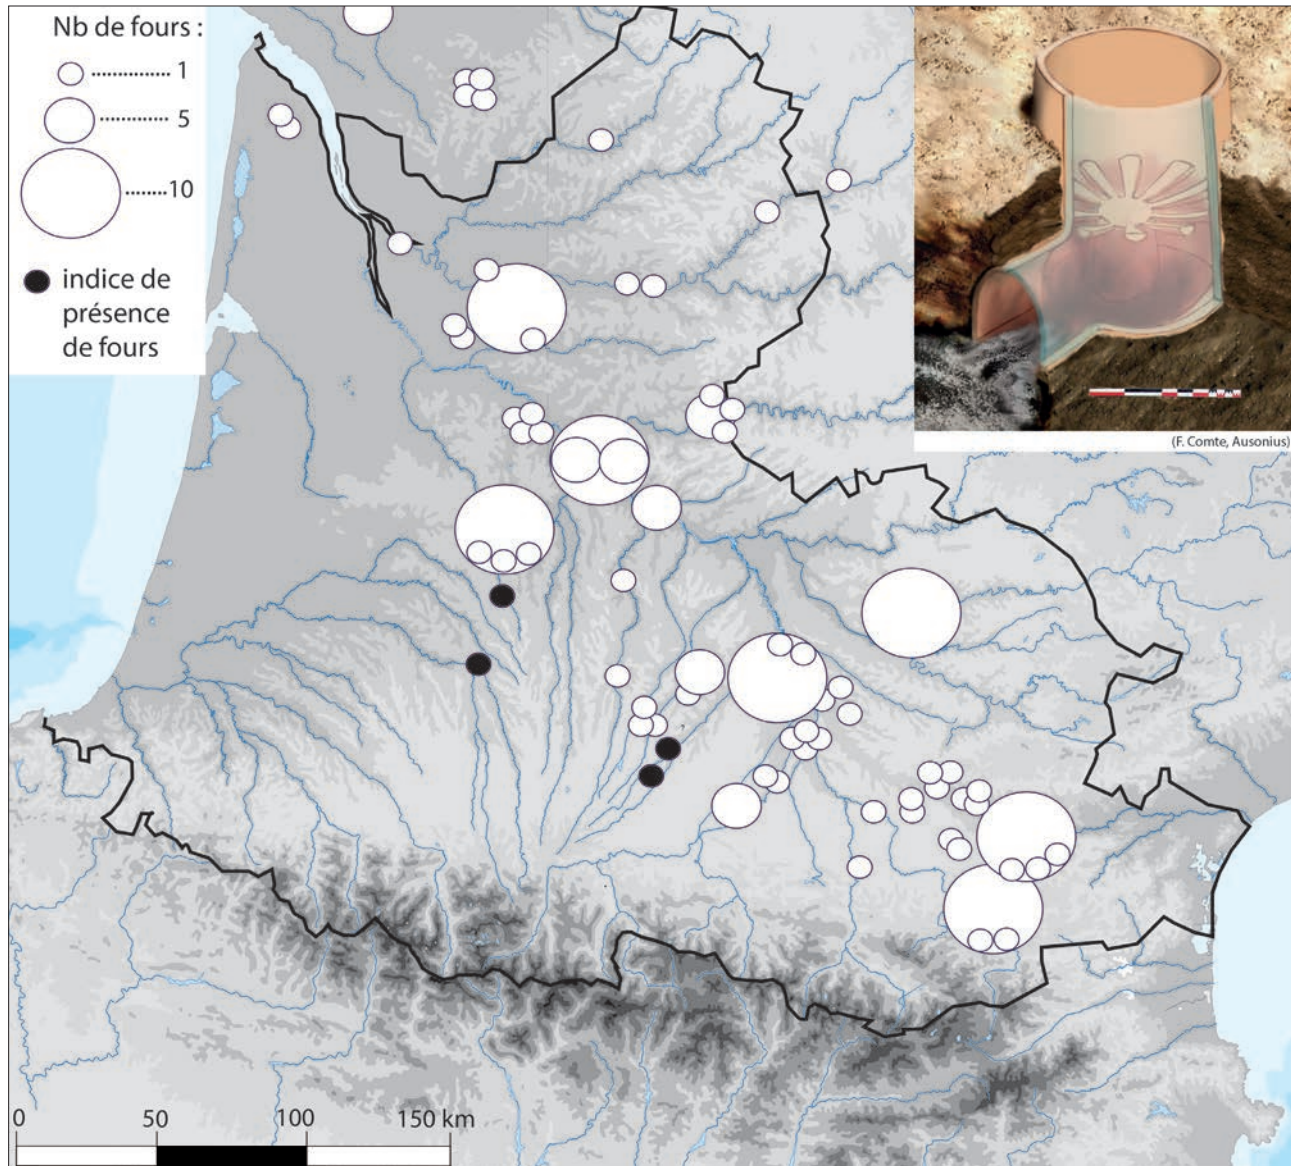 Nb de fours :
.................. 1
............. 5
........ 10
indice de
présence
de fours
(F. Comte, Ausonius)
0 50 100 150 km